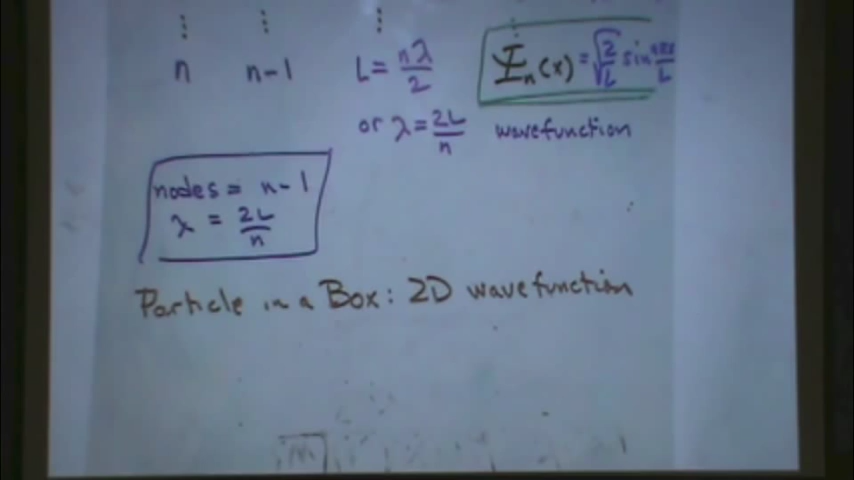 ⋮ ⋮ ⋮ ⋮
n n-1 L = nλ/2 Ψn(x) = √2/√L sin nπx/L
or λ = 2L/n wavefunction
nodes = n-1
λ = 2L/n
Particle in a Box: 2D wavefunction